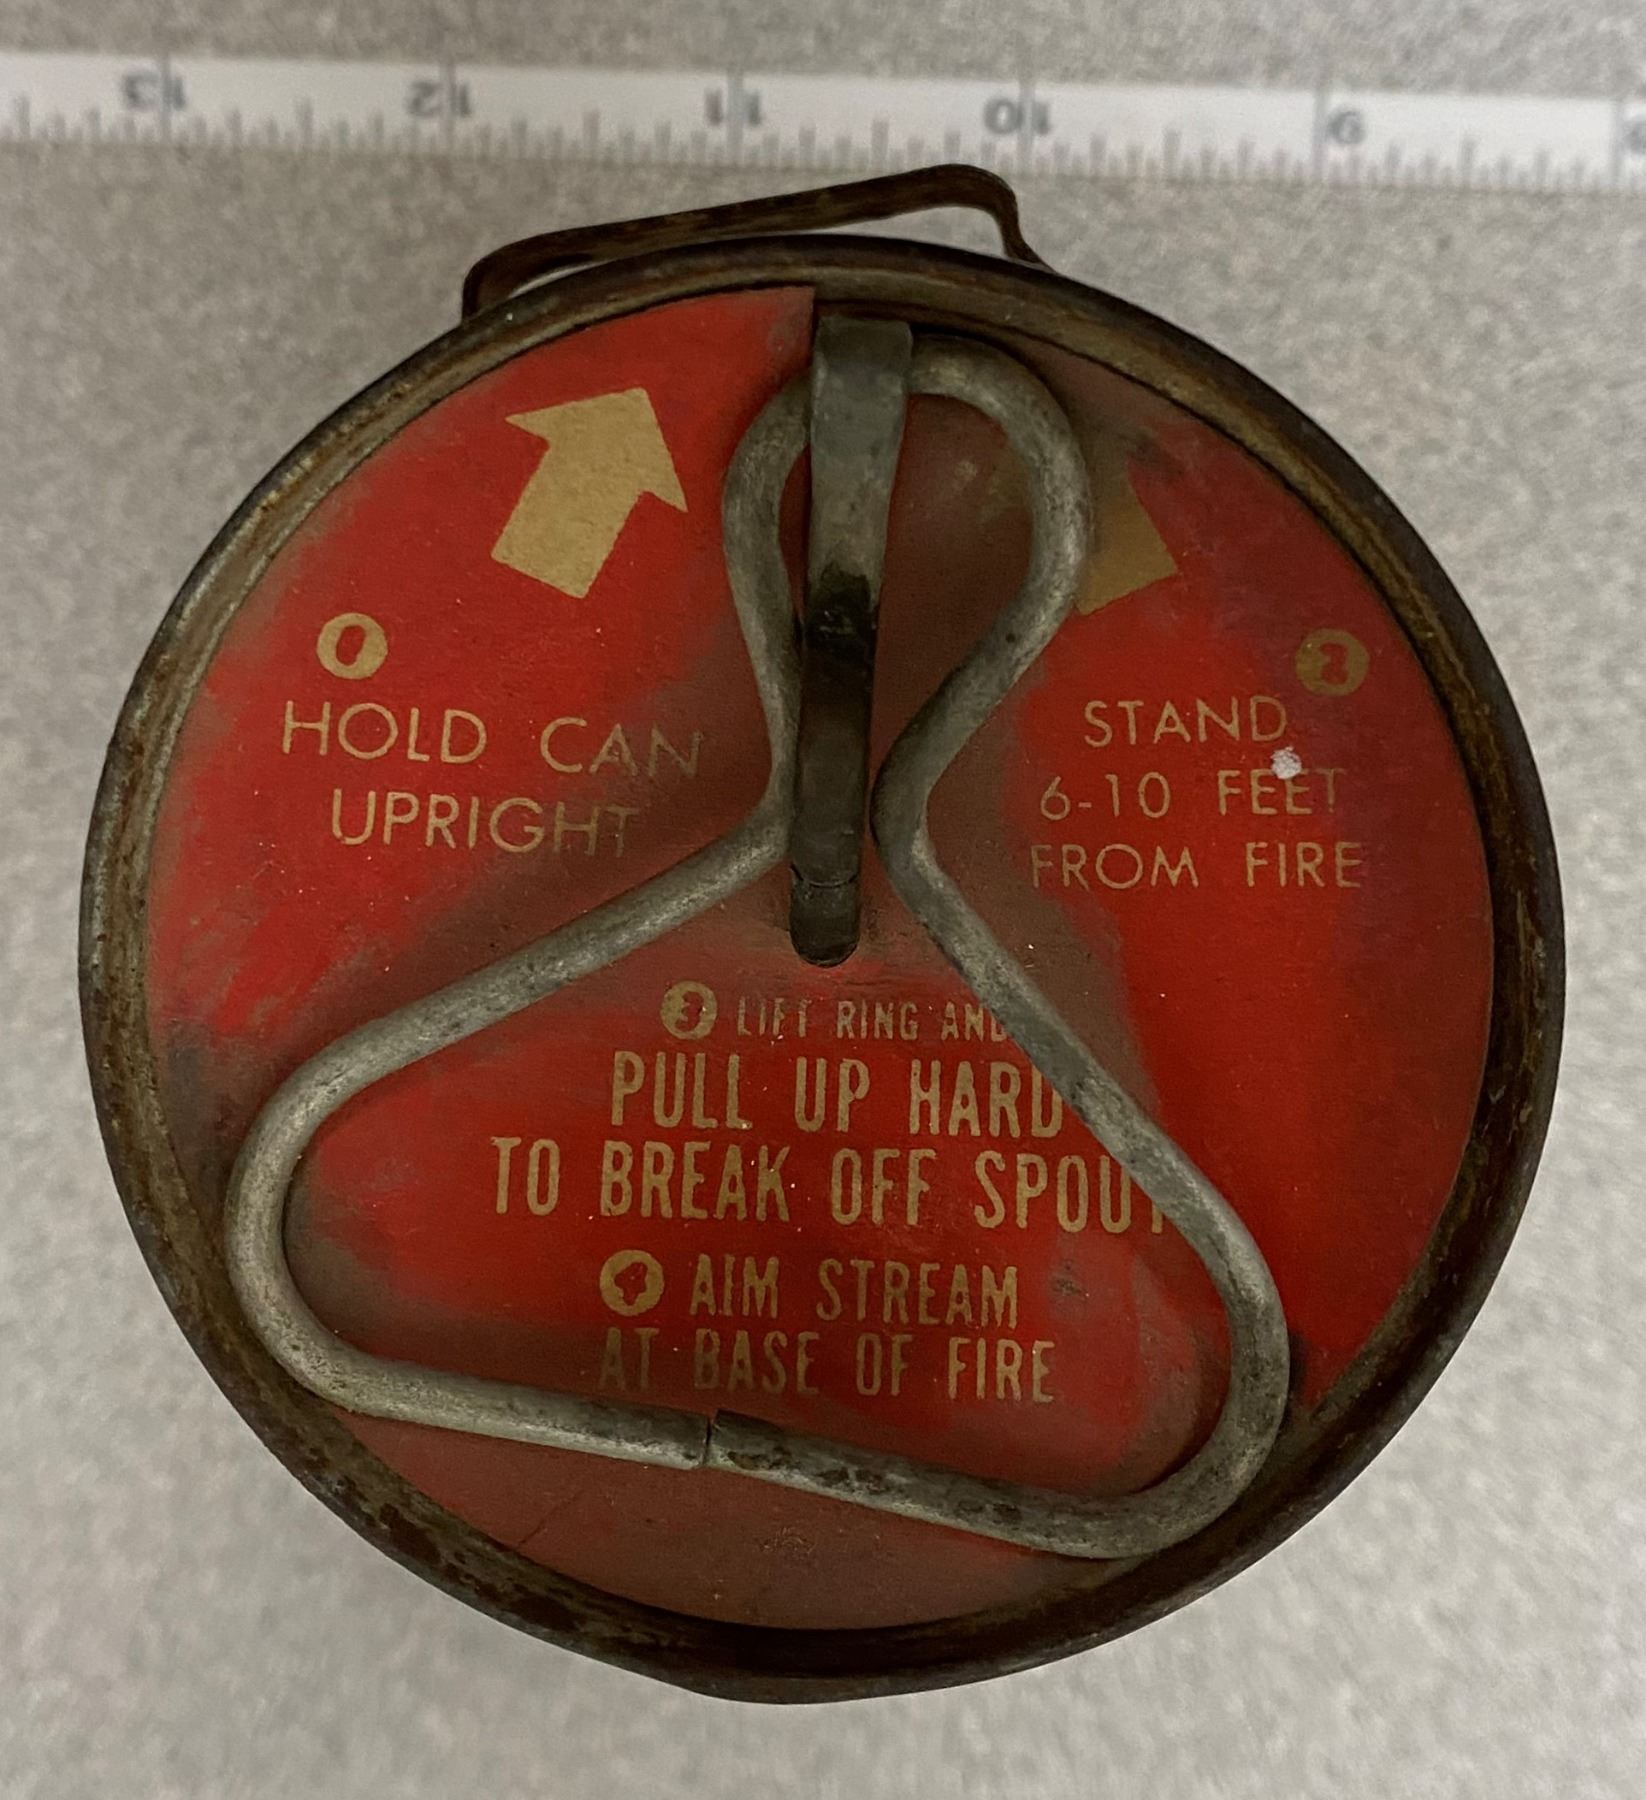 13 12 11 10 9
1
HOLD CAN
UPRIGHT
2
STAND
6-10 FEET
FROM FIRE
3 LIFT RING AND
PULL UP HARD
TO BREAK OFF SPOUT
4 AIM STREAM
AT BASE OF FIRE